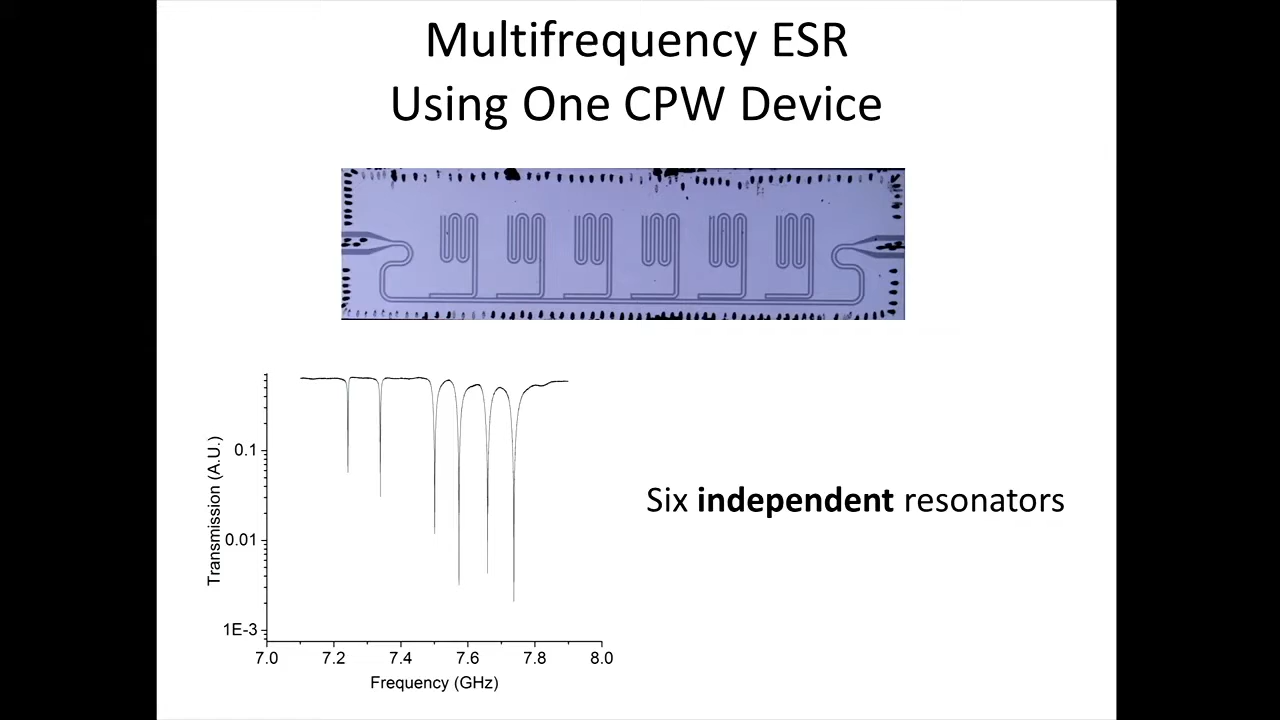 Multifrequency ESR
Using One CPW Device
Transmission (A.U.)
0.1
0.01
1E-3
7.0 7.2 7.4 7.6 7.8 8.0
Frequency (GHz)
Six independent resonators